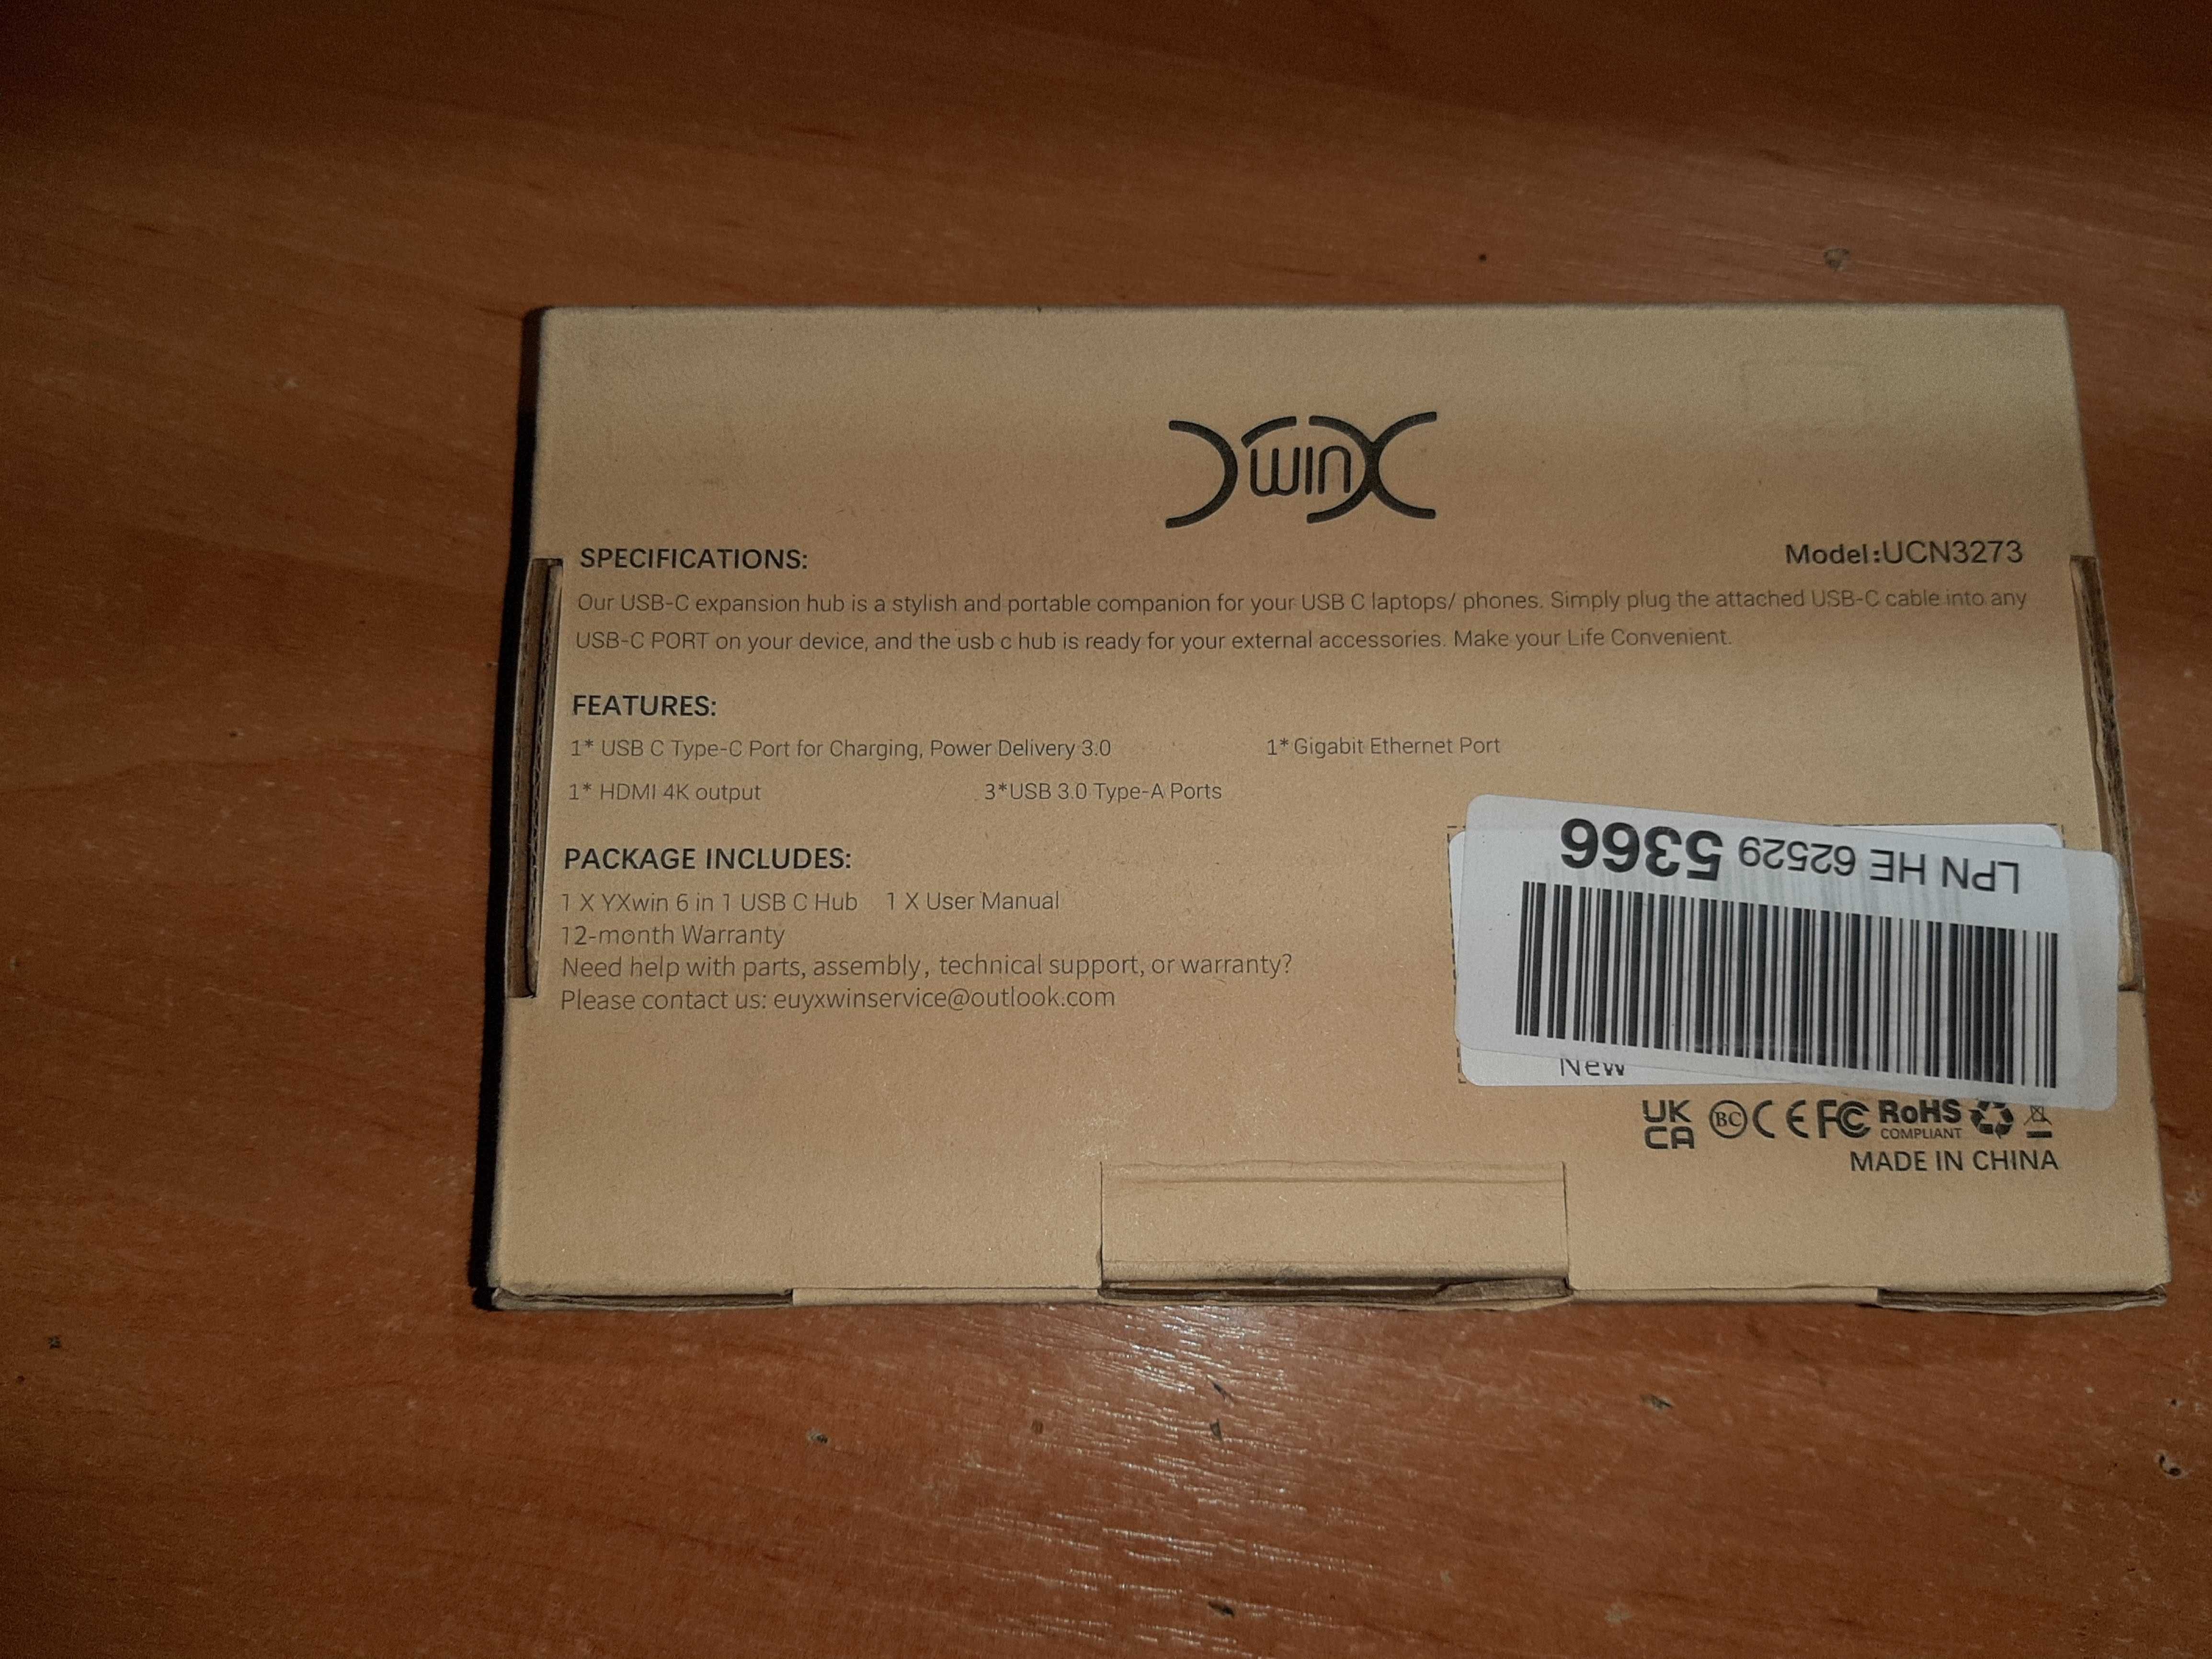 YXwin
SPECIFICATIONS:
Model:UCN3273
Our USB-C expansion hub is a stylish and portable companion for your USB C laptops/ phones. Simply plug the attached USB-C cable into any
USB-C PORT on your device, and the usb c hub is ready for your external accessories. Make your Life Convenient.
FEATURES:
1* USB C Type-C Port for Charging, Power Delivery 3.0 1*Gigabit Ethernet Port
1* HDMI 4K output 3*USB 3.0 Type-A Ports
PACKAGE INCLUDES:
1 X YXwin 6 in 1 USB C Hub 1 X User Manual
12-month Warranty
Need help with parts, assembly, technical support, or warranty?
Please contact us: euyxwinservice@outlook.com
LPN HE 62529 5366
New
UK
CA BC CE FC RoHS
COMPLIANT
MADE IN CHINA